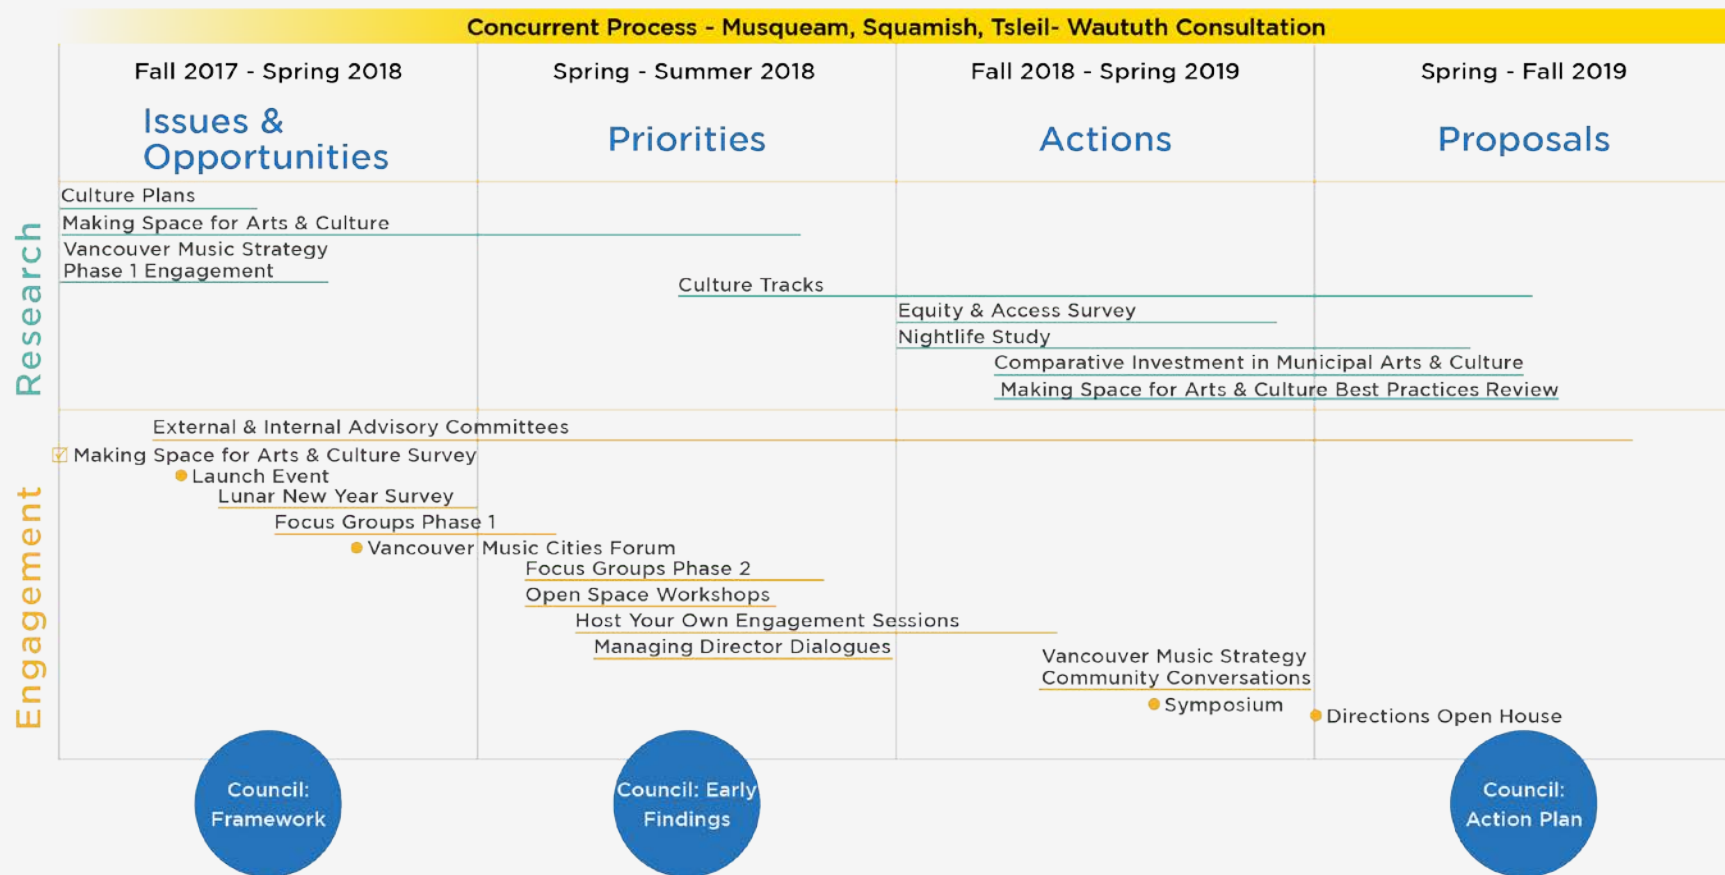 Concurrent Process - Musqueam, Squamish, Tsleil- Waututh Consultation
Fall 2017 - Spring 2018
Spring - Summer 2018
Fall 2018 - Spring 2019
Spring - Fall 2019
Issues &
Opportunities
Priorities
Actions
Proposals
Research
Culture Plans
Making Space for Arts & Culture
Vancouver Music Strategy
Phase 1 Engagement
Culture Tracks
Equity & Access Survey
Nightlife Study
Comparative Investment in Municipal Arts & Culture
Making Space for Arts & Culture Best Practices Review
Engagement
External & Internal Advisory Committees
Making Space for Arts & Culture Survey
Launch Event
Lunar New Year Survey
Focus Groups Phase 1
Vancouver Music Cities Forum
Focus Groups Phase 2
Open Space Workshops
Host Your Own Engagement Sessions
Managing Director Dialogues
Vancouver Music Strategy
Community Conversations
Symposium
Directions Open House
Council:
Framework
Council: Early
Findings
Council:
Action Plan